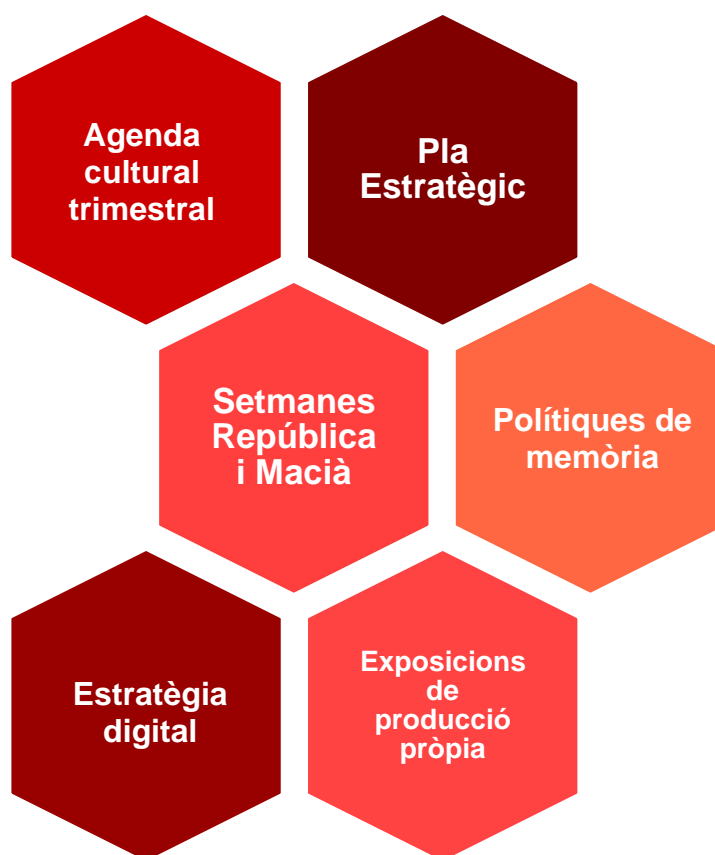 Agenda
cultural
trimestral
Pla
Estratègic
Setmanes
República
i Macià
Polítiques de
memòria
Estratègia
digital
Exposicions
de
producció
pròpia